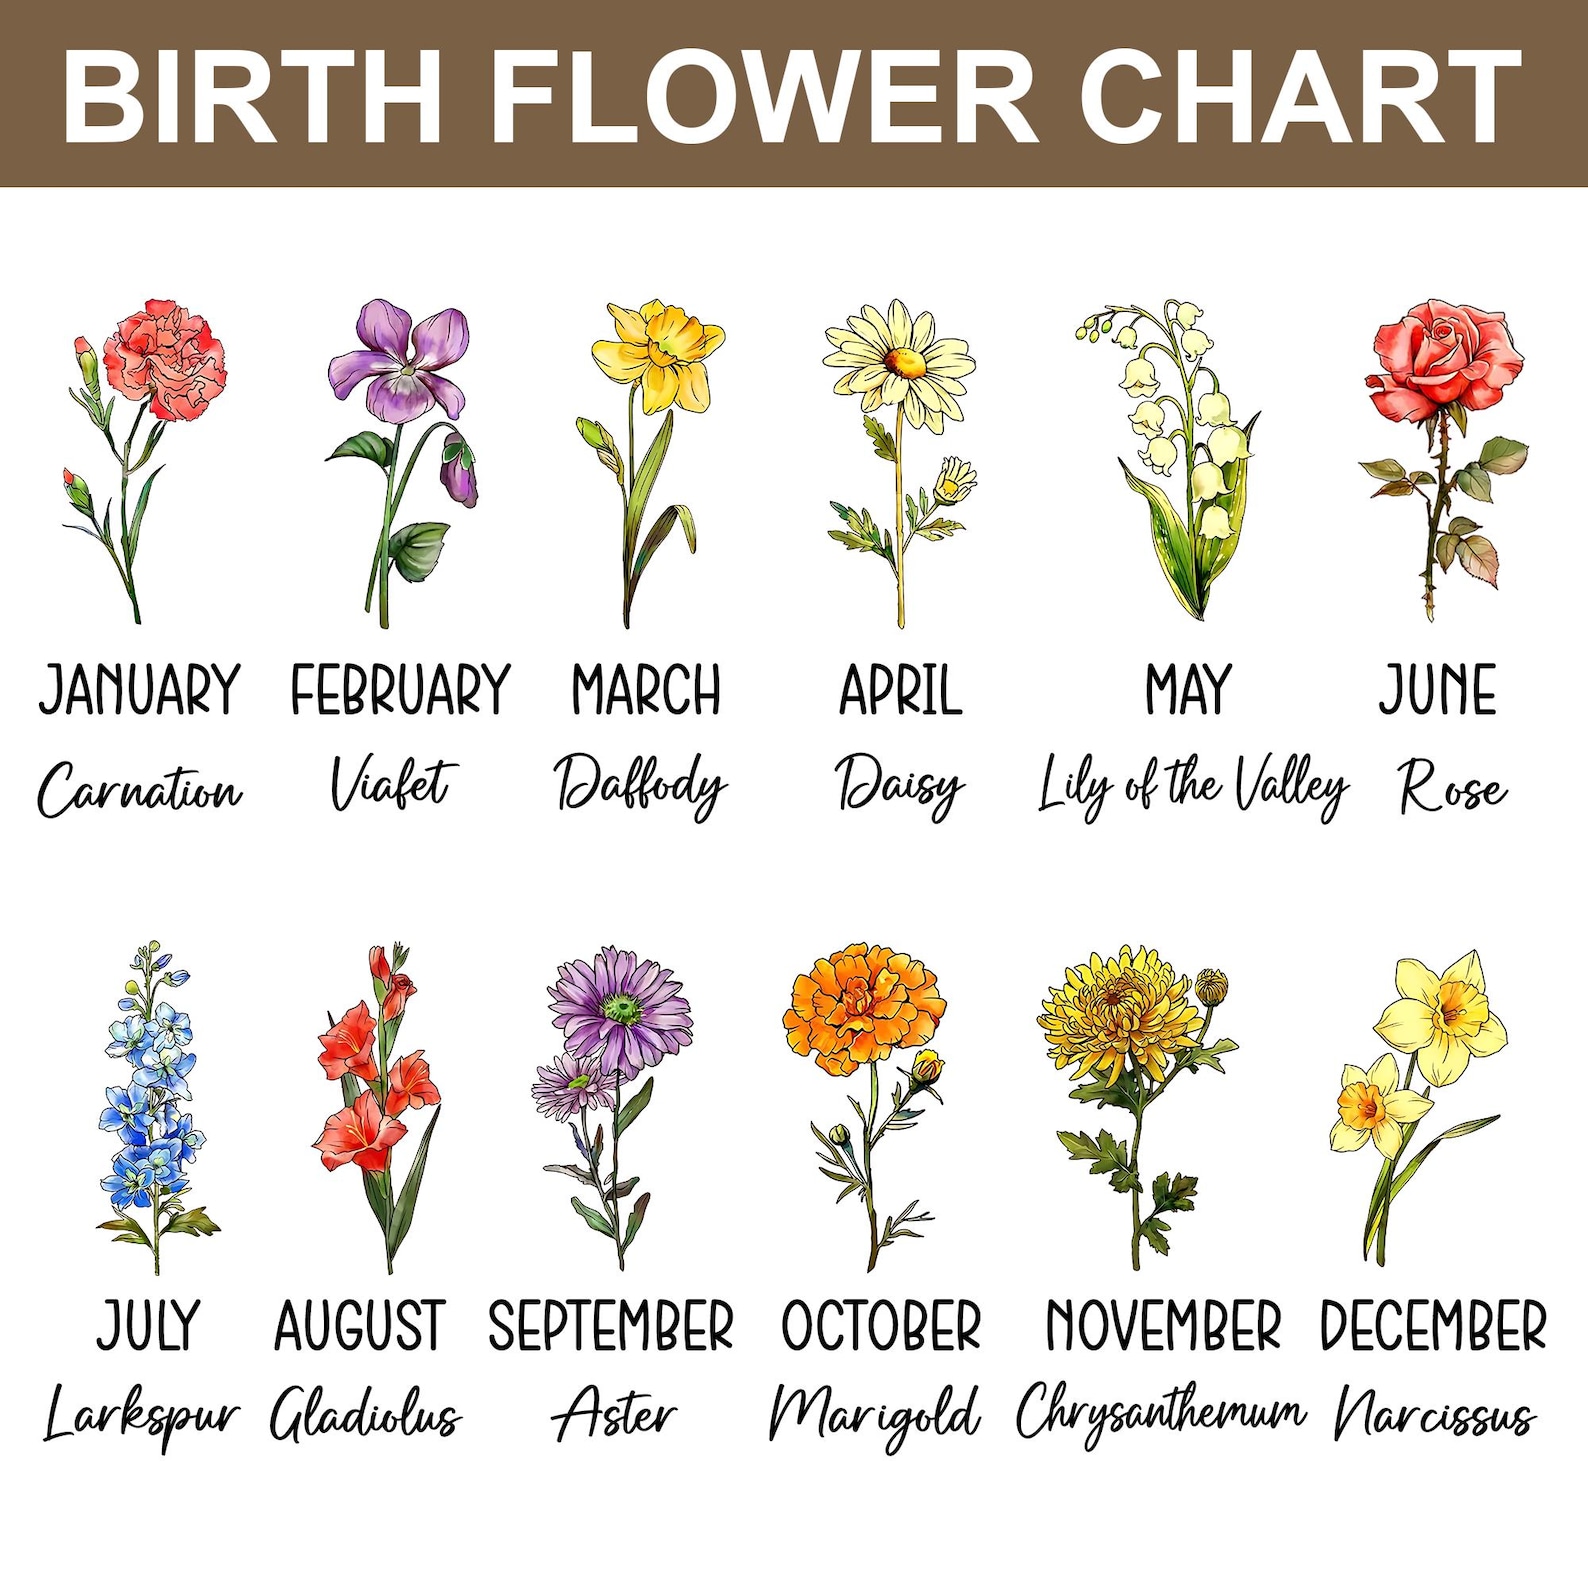 BIRTH FLOWER CHART
JANUARY FEBRUARY MARCH APRIL MAY JUNE
Carnation Viafet Daffody Daisy Lily of the Valley Rose
JULY AUGUST SEPTEMBER OCTOBER NOVEMBER DECEMBER
Larkspur Gladiolus Aster Marigold Chrysanthemum Narcissus